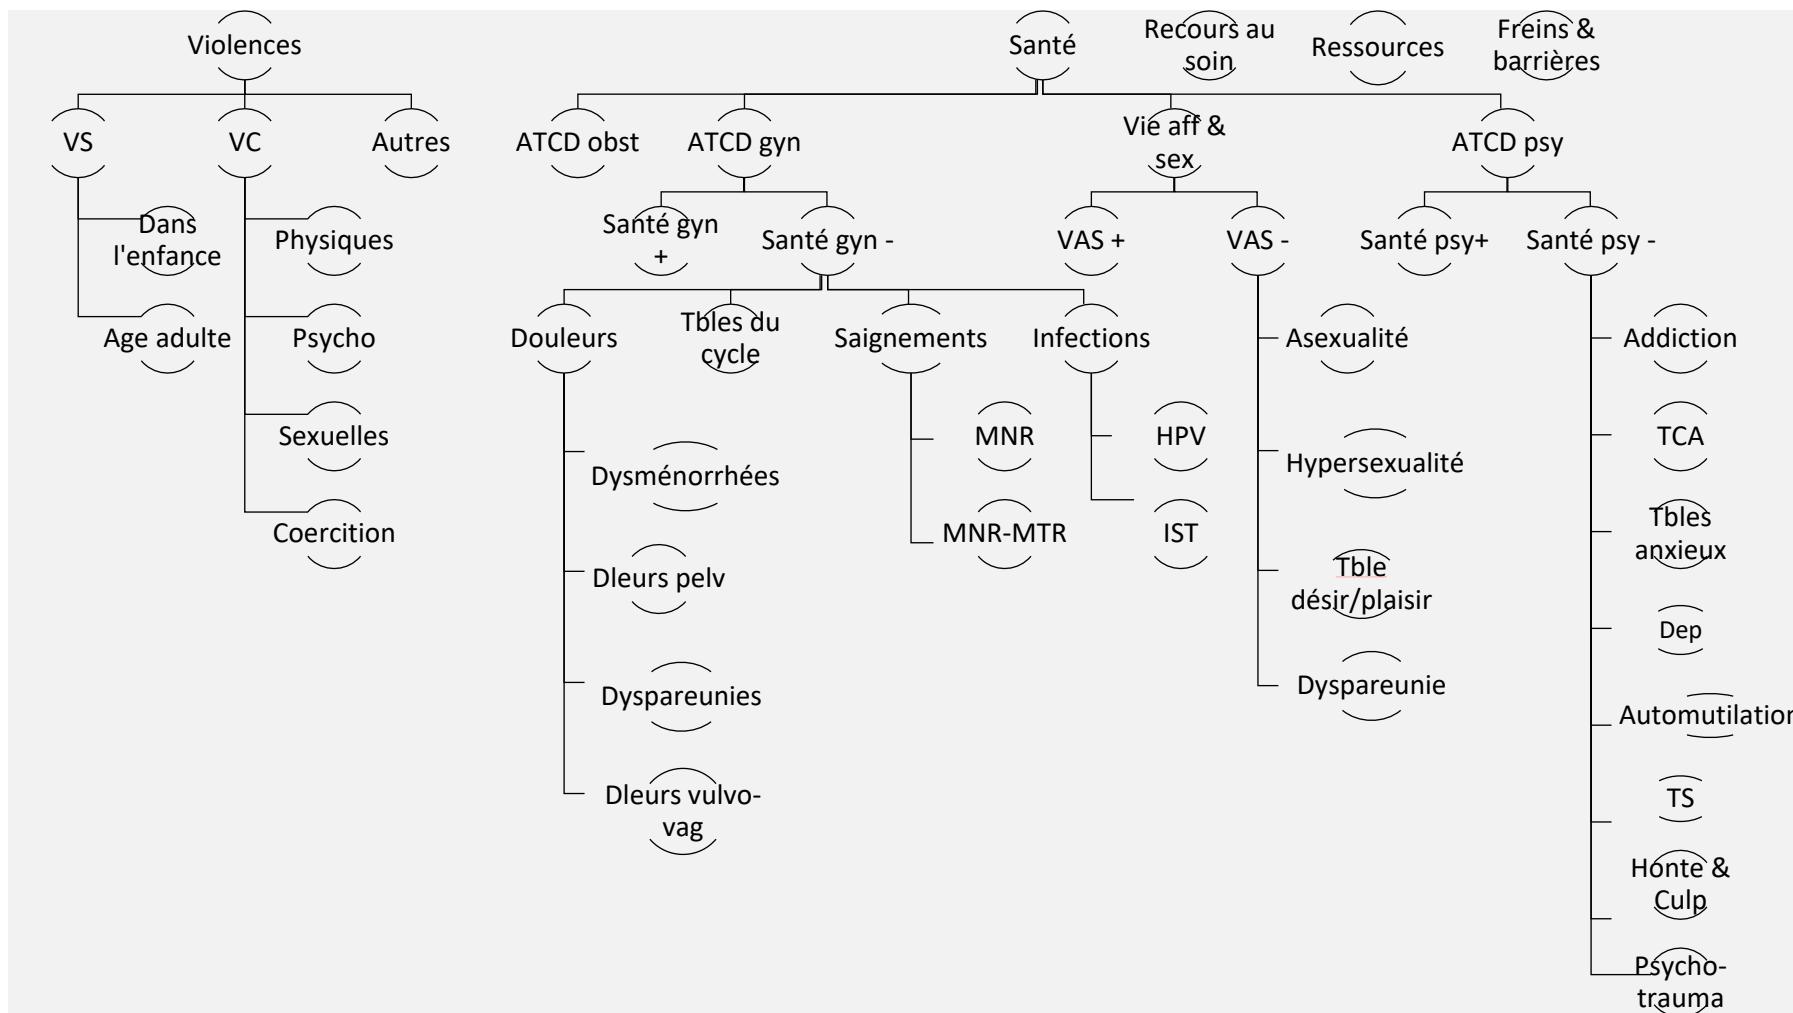 Violences
Santé
Recours au
soin
Ressources
Freins &
barrières
VS
VC
Autres
ATCD obst
ATCD gyn
Vie aff &
sex
ATCD psy
Dans
l'enfance
Physiques
Santé gyn
+
Santé gyn -
VAS +
VAS -
Santé psy+
Santé psy -
Age adulte
Psycho
Douleurs
Tbles du
cycle
Saignements
Infections
Asexualité
Addiction
Sexuelles
Dysménorrhées
MNR
HPV
Hypersexualité
TCA
Coercition
Dleurs pelv
MNR-MTR
IST
Tble
désir/plaisir
Tbles
anxieux
Dyspareunies
Dyspareunie
Dep
Automutilation
Dleurs vulvo-
vag
TS
Honte &
Culp
Psycho-
trauma